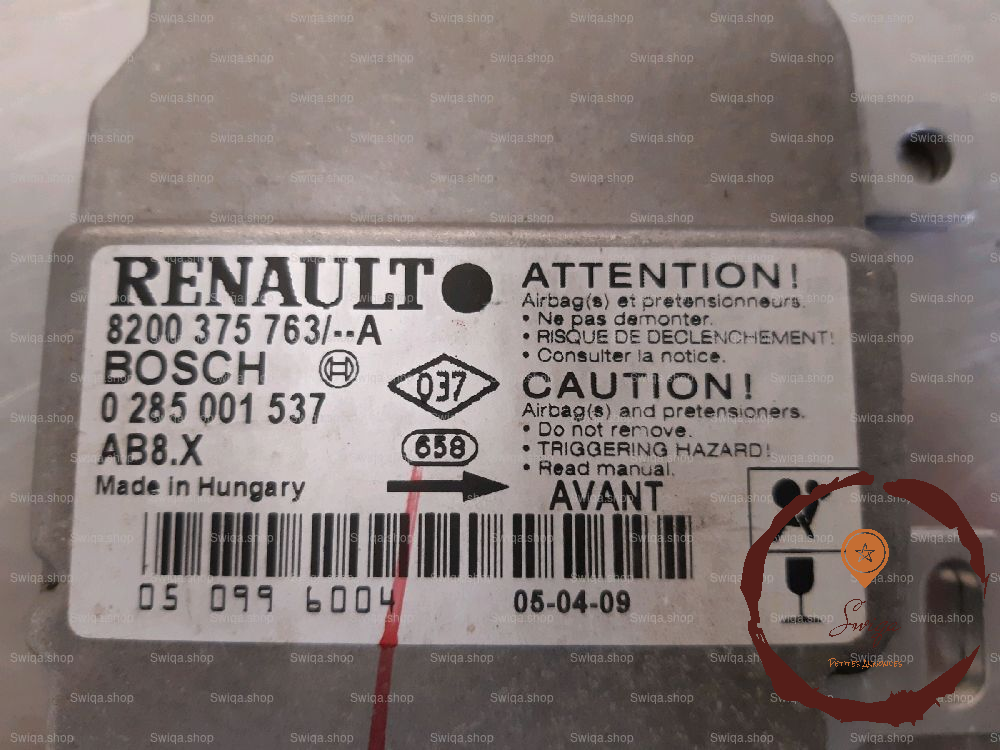 RENAULT
8200 375 763/--A
BOSCH
0 285 001 537
AB8.X
Made in Hungary
037
658
ATTENTION!
Airbag(s) et pretensionneurs.
• Ne pas demonter.
• RISQUE DE DECLENCHEMENT!
• Consulter la notice.
CAUTION!
Airbag(s) and pretensioners.
• Do not remove.
• TRIGGERING HAZARD!
• Read manual.
AVANT
05 099 6004
05-04-09
Swiqa.shop